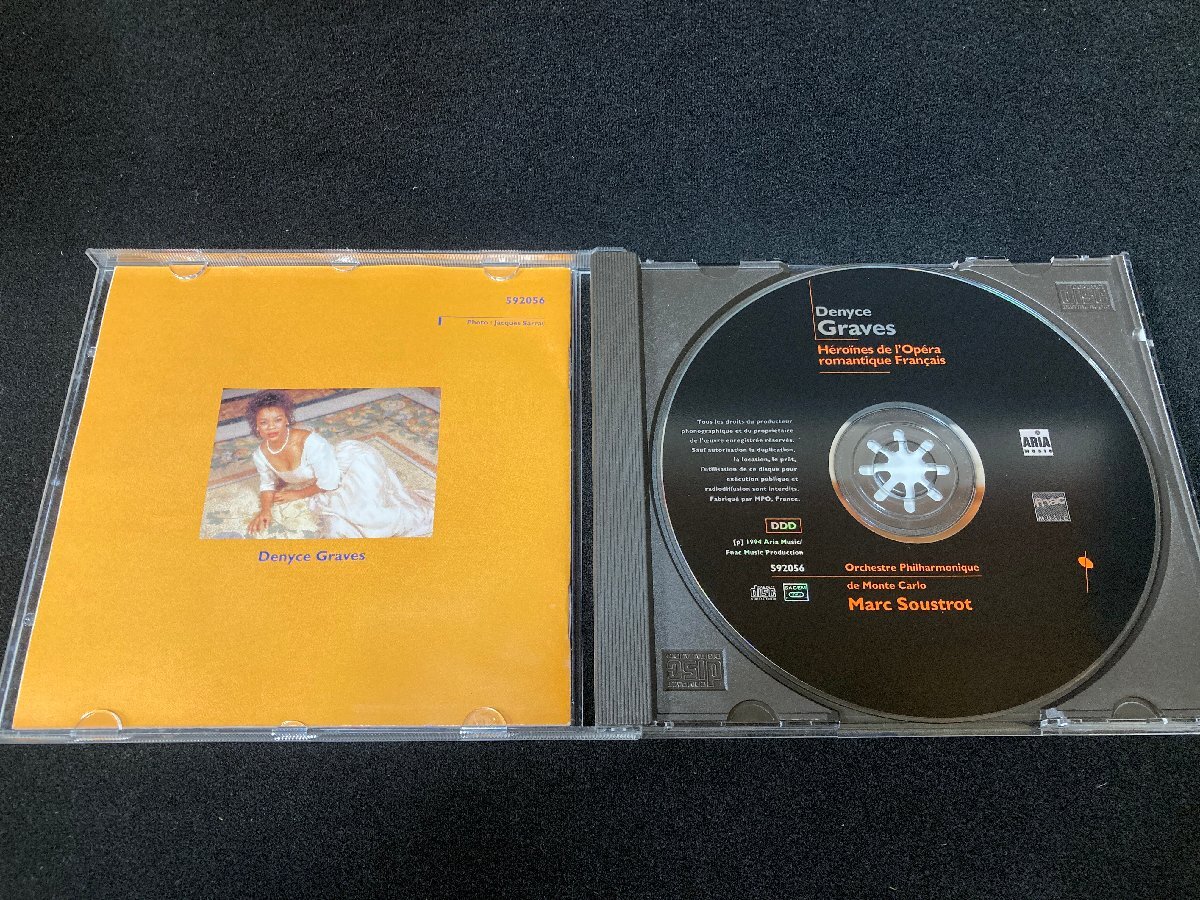 592056
Photo : Jacques Sarrat
Denyce Graves
Denyce
Graves
Héroïnes de l'Opéra
romantique Français
Tous les droits du producteur
phonographique et du propriétaire
de l'œuvre enregistrée réservés.
Sauf autorisation la duplication,
la location, le prêt,
l'utilisation de ce disque pour
exécution publique et
radiodiffusion sont interdits.
Fabriqué par MPO, France.
ARIA
MUSIC
fnac
DDD
[p] 1994 Aria Music/
Fnac Music Production
592056
Orchestre Philharmonique
de Monte Carlo
Marc Soustrot
SACEM